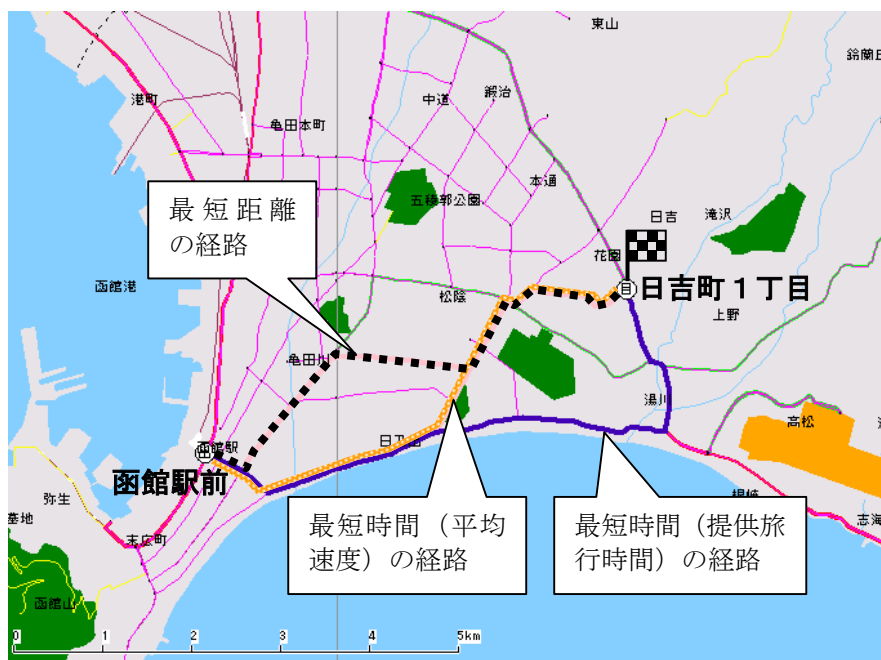 東山
鈴蘭丘
鍛治
中道
港町
亀田本町
本通
最短距離
の経路
五稜郭公園
日吉
滝沢
花園
函館港
日吉町1丁目
松陰
上野
亀田川
湯川
高松
函館駅
函館駅前
弥生
最短時間（平均
速度）の経路
最短時間（提供旅
行時間）の経路
根崎
志海
墓地
末広町
函館山
0 1 2 3 4 5km